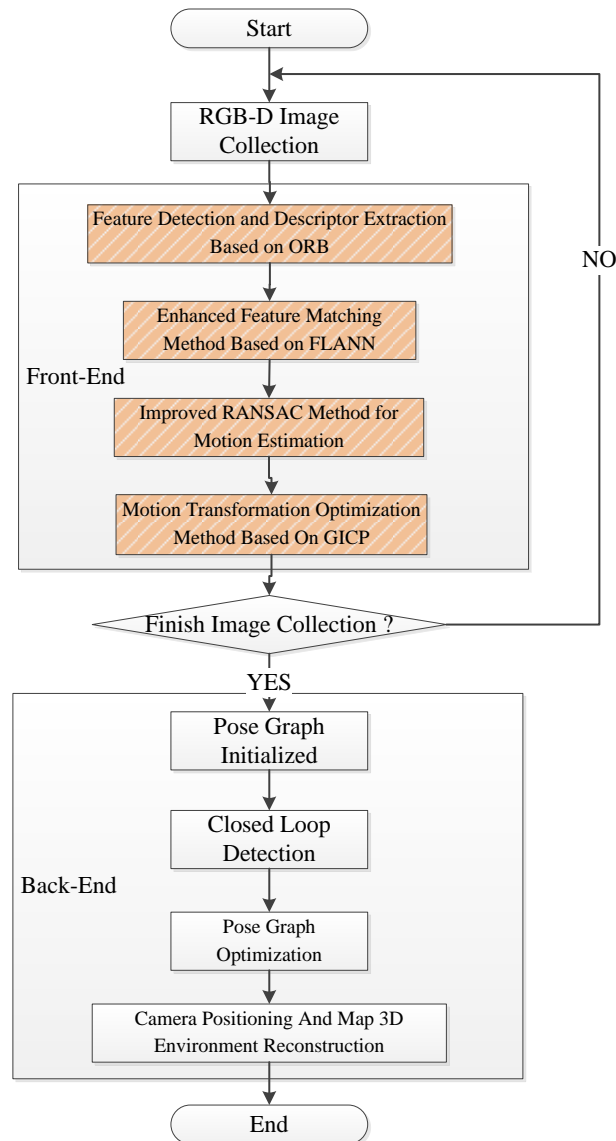 Start
RGB-D Image
Collection
Feature Detection and Descriptor Extraction
Based on ORB
NO
Enhanced Feature Matching
Method Based on FLANN
Front-End
Improved RANSAC Method for
Motion Estimation
Motion Transformation Optimization
Method Based On GICP
Finish Image Collection ?
YES
Pose Graph
Initialized
Closed Loop
Detection
Back-End
Pose Graph
Optimization
Camera Positioning And Map 3D
Environment Reconstruction
End